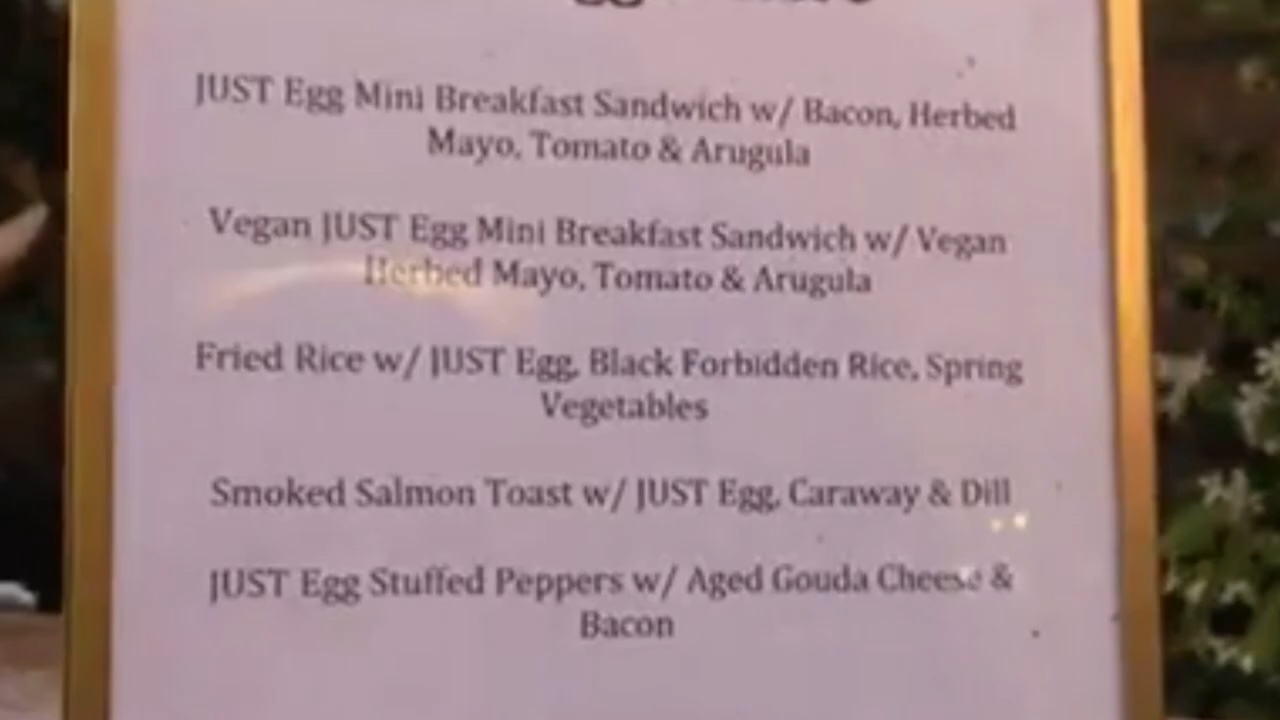 JUST Egg Mini Breakfast Sandwich w/ Bacon, Herbed
Mayo, Tomato & Arugula
Vegan JUST Egg Mini Breakfast Sandwich w/ Vegan
Herbed Mayo, Tomato & Arugula
Fried Rice w/ JUST Egg, Black Forbidden Rice, Spring
Vegetables
Smoked Salmon Toast w/ JUST Egg, Caraway & Dill
JUST Egg Stuffed Peppers w/ Aged Gouda Cheese &
Bacon